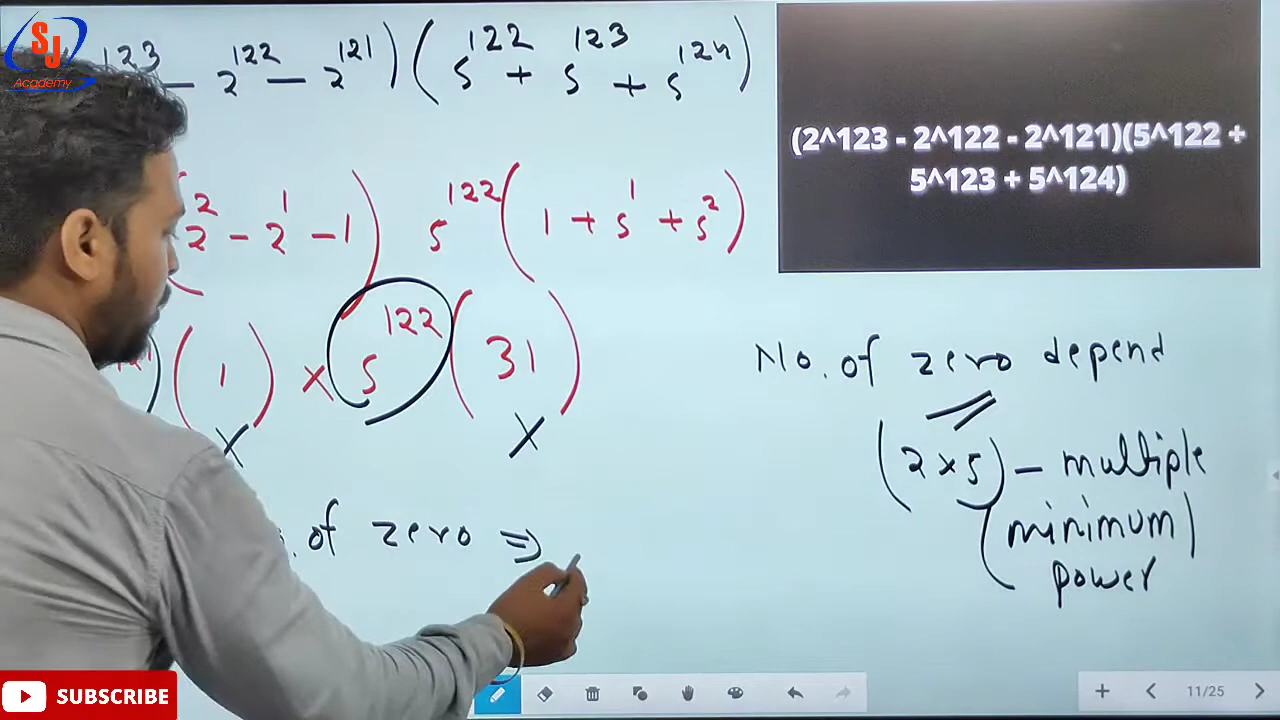 SJ
Academy
123 - 2^122 - 2^121) (5^122 + 5^123 + 5^124)
(2^2 - 2^1 - 1) 5^122 (1 + 5^1 + 5^2)
(1) × 5^122 (31)
X X
of zero ⇒
(2^123 - 2^122 - 2^121)(5^122 +
5^123 + 5^124)
No. of zero depend
(2 × 5) - multiple
(minimum)
power
SUBSCRIBE
11/25